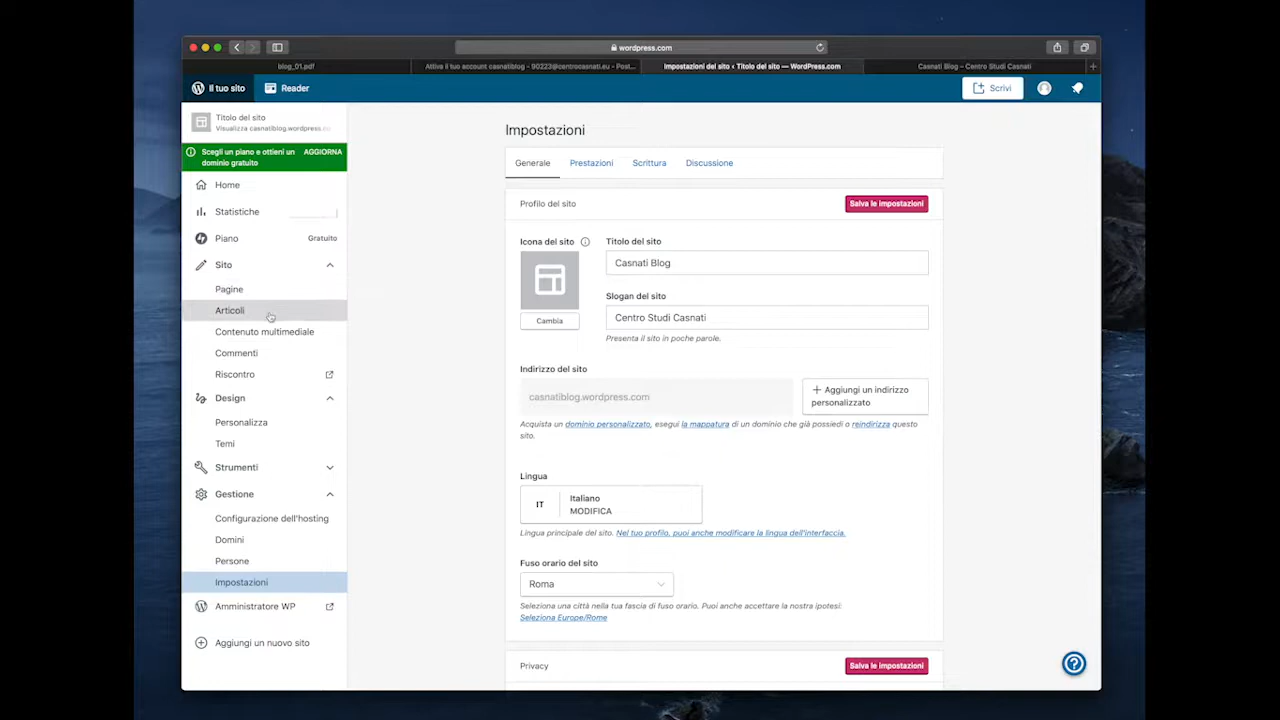 wordpress.com
blog_01.pdf
Attiva il tuo account casnatiblog - 90223@centrocasnati.eu - Post...
Impostazioni del sito ‹ Titolo del sito — WordPress.com
Casnati Blog – Centro Studi Casnati
Il tuo sito
Reader
Scrivi
Titolo del sito
Visualizza casnatiblog.wordpress.co
Scegli un piano e ottieni un
dominio gratuito
AGGIORNA
Home
Statistiche
Piano
Gratuito
Sito
Pagine
Articoli
Contenuto multimediale
Commenti
Riscontro
Design
Personalizza
Temi
Strumenti
Gestione
Configurazione dell'hosting
Domini
Persone
Impostazioni
Amministratore WP
Aggiungi un nuovo sito
Impostazioni
Generale
Prestazioni
Scrittura
Discussione
Profilo del sito
Salva le impostazioni
Icona del sito
Cambia
Titolo del sito
Casnati Blog
Slogan del sito
Centro Studi Casnati
Presenta il sito in poche parole.
Indirizzo del sito
casnatiblog.wordpress.com
+ Aggiungi un indirizzo
personalizzato
Acquista un dominio personalizzato, esegui la mappatura di un dominio che già possiedi o reindirizza questo
sito.
Lingua
IT
Italiano
MODIFICA
Lingua principale del sito. Nel tuo profilo, puoi anche modificare la lingua dell'interfaccia.
Fuso orario del sito
Roma
Seleziona una città nella tua fascia di fuso orario. Puoi anche accettare la nostra ipotesi:
Seleziona Europe/Rome
Privacy
Salva le impostazioni